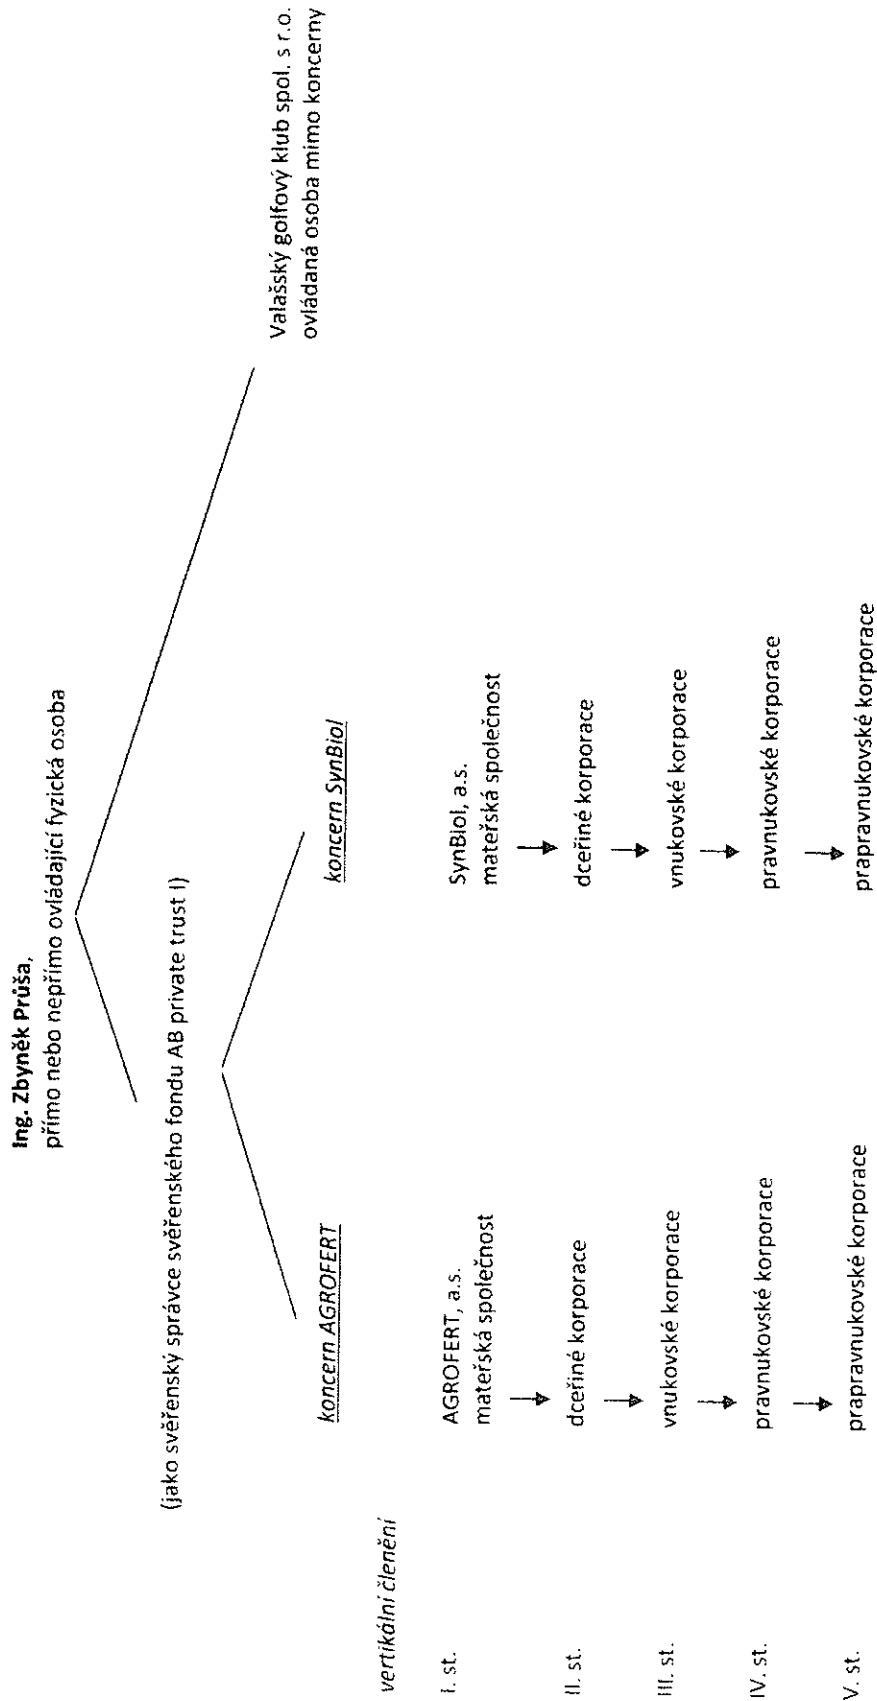 Ing. Zbyněk Průša,
přímo nebo nepřímo ovládající fyzická osoba
(jako svěřenský správce svěřenského fondu AB private trust I)
Valašský golfový klub spol. s r.o.
ovládaná osoba mimo koncerny
koncern AGROFERT
koncern SynBiol
vertikální členění
I. st.
AGROFERT, a.s.
mateřská společnost
SynBiol, a.s.
mateřská společnost
II. st.
dceřiné korporace
dceřiné korporace
III. st.
vnukovské korporace
vnukovské korporace
IV. st.
pravnukovské korporace
pravnukovské korporace
V. st.
prapravnukovské korporace
prapravnukovské korporace